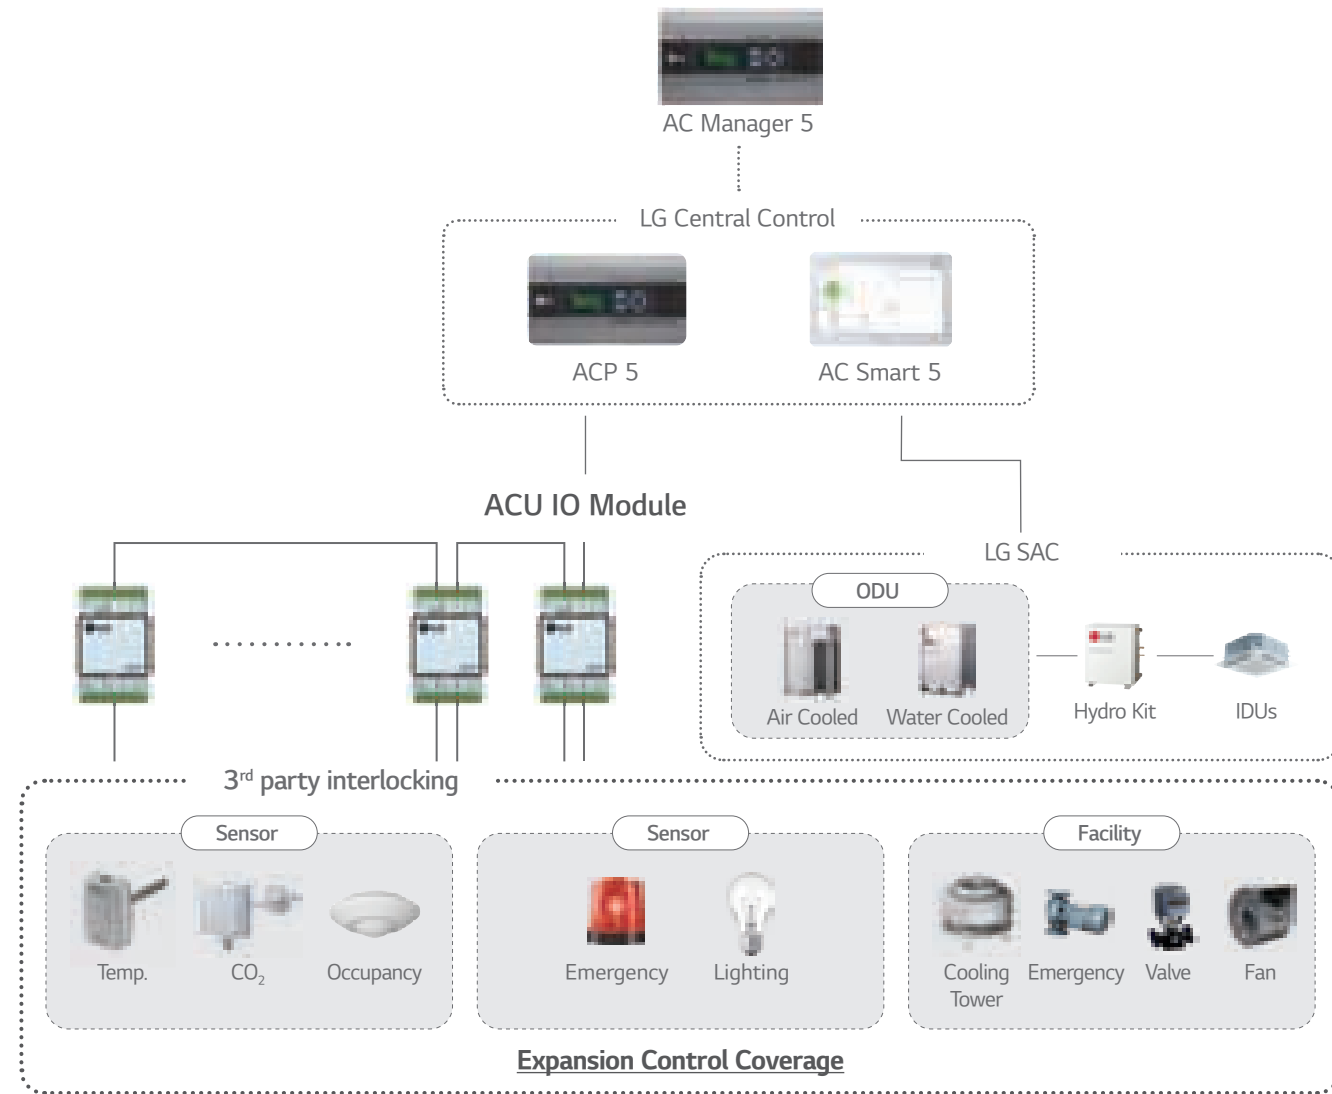 AC Manager 5
LG Central Control
ACP 5
AC Smart 5
ACU IO Module
LG SAC
ODU
Air Cooled
Water Cooled
Hydro Kit
IDUs
3rd party interlocking
Sensor
Temp.
CO2
Occupancy
Sensor
Emergency
Lighting
Facility
Cooling
Tower
Emergency
Valve
Fan
Expansion Control Coverage